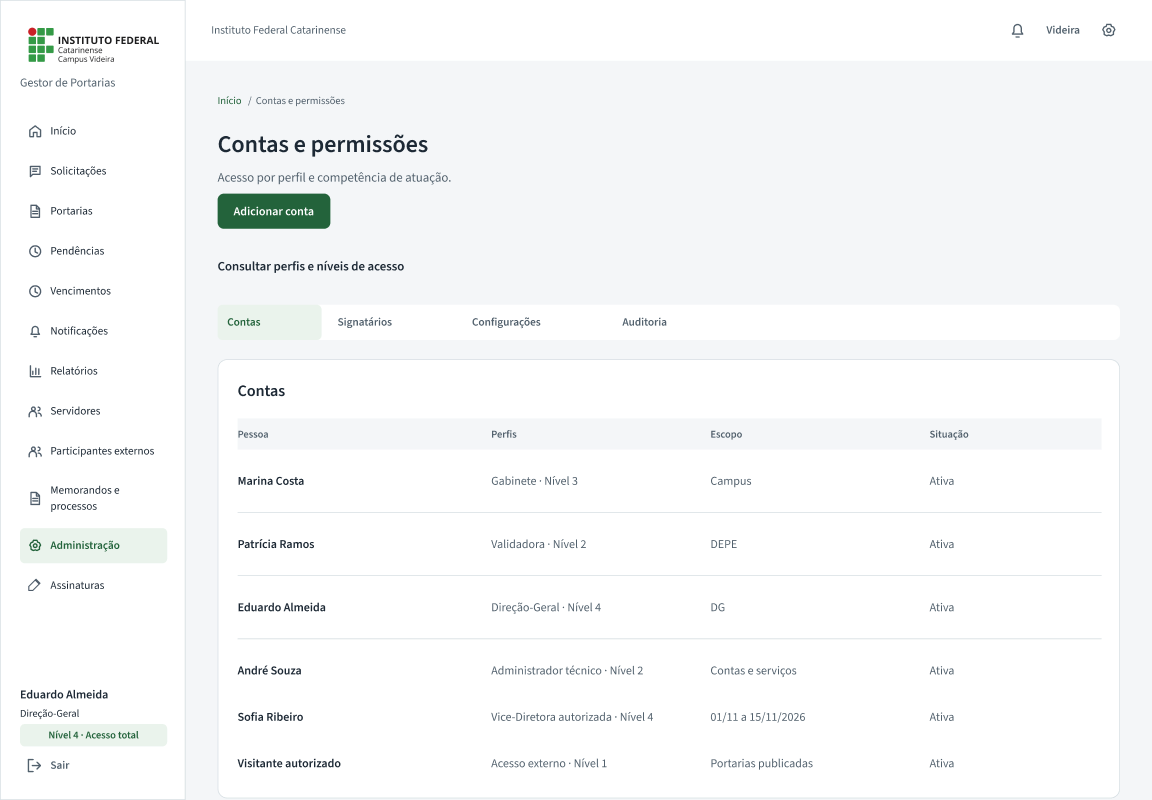 INSTITUTO FEDERAL
Catarinense
Campus Videira
Gestor de Portarias
Início
Solicitações
Portarias
Pendências
Vencimentos
Notificações
Relatórios
Servidores
Participantes externos
Memorandos e
processos
Administração
Assinaturas
Eduardo Almeida
Direção-Geral
Nível 4 · Acesso total
Sair
Instituto Federal Catarinense
Videira
Início / Contas e permissões
Contas e permissões
Acesso por perfil e competência de atuação.
Adicionar conta
Consultar perfis e níveis de acesso
Contas Signatários Configurações Auditoria
Contas
Pessoa Perfis Escopo Situação
Marina Costa Gabinete · Nível 3 Campus Ativa
Patrícia Ramos Validadora · Nível 2 DEPE Ativa
Eduardo Almeida Direção-Geral · Nível 4 DG Ativa
André Souza Administrador técnico · Nível 2 Contas e serviços Ativa
Sofia Ribeiro Vice-Diretora autorizada · Nível 4 01/11 a 15/11/2026 Ativa
Visitante autorizado Acesso externo · Nível 1 Portarias publicadas Ativa